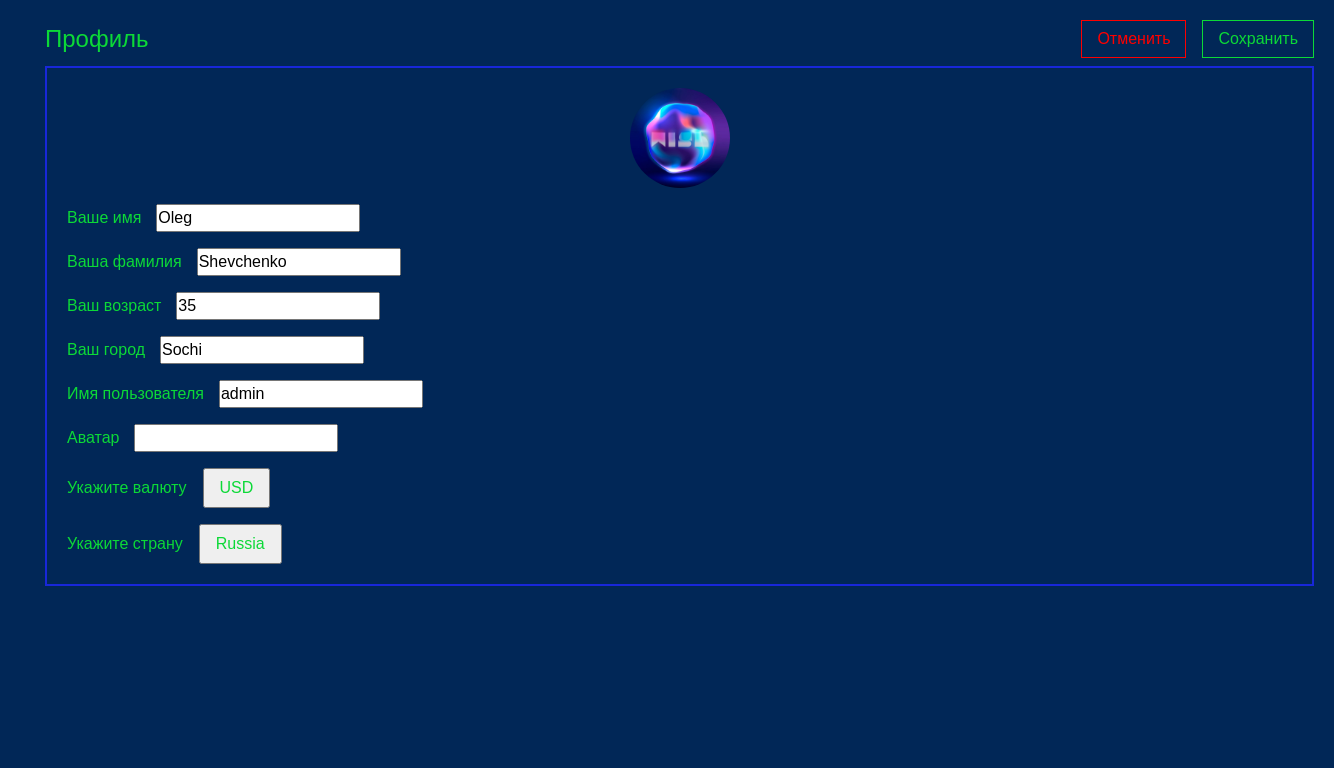 Профиль
Отменить
Сохранить
Ваше имя Oleg
Ваша фамилия Shevchenko
Ваш возраст 35
Ваш город Sochi
Имя пользователя admin
Аватар
Укажите валюту USD
Укажите страну Russia